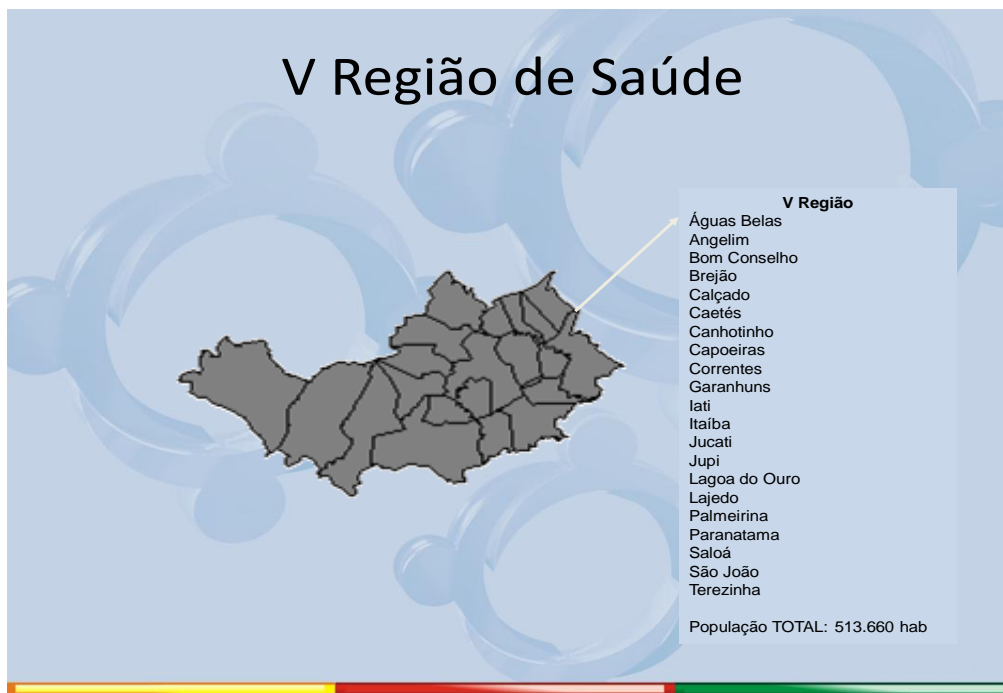 V Região de Saúde
V Região
Águas Belas
Angelim
Bom Conselho
Brejão
Calçado
Caetés
Canhotinho
Capoeiras
Correntes
Garanhuns
Iati
Itaíba
Jucati
Jupi
Lagoa do Ouro
Lajedo
Palmeirina
Paranatama
Saloá
São João
Terezinha
População TOTAL: 513.660 hab